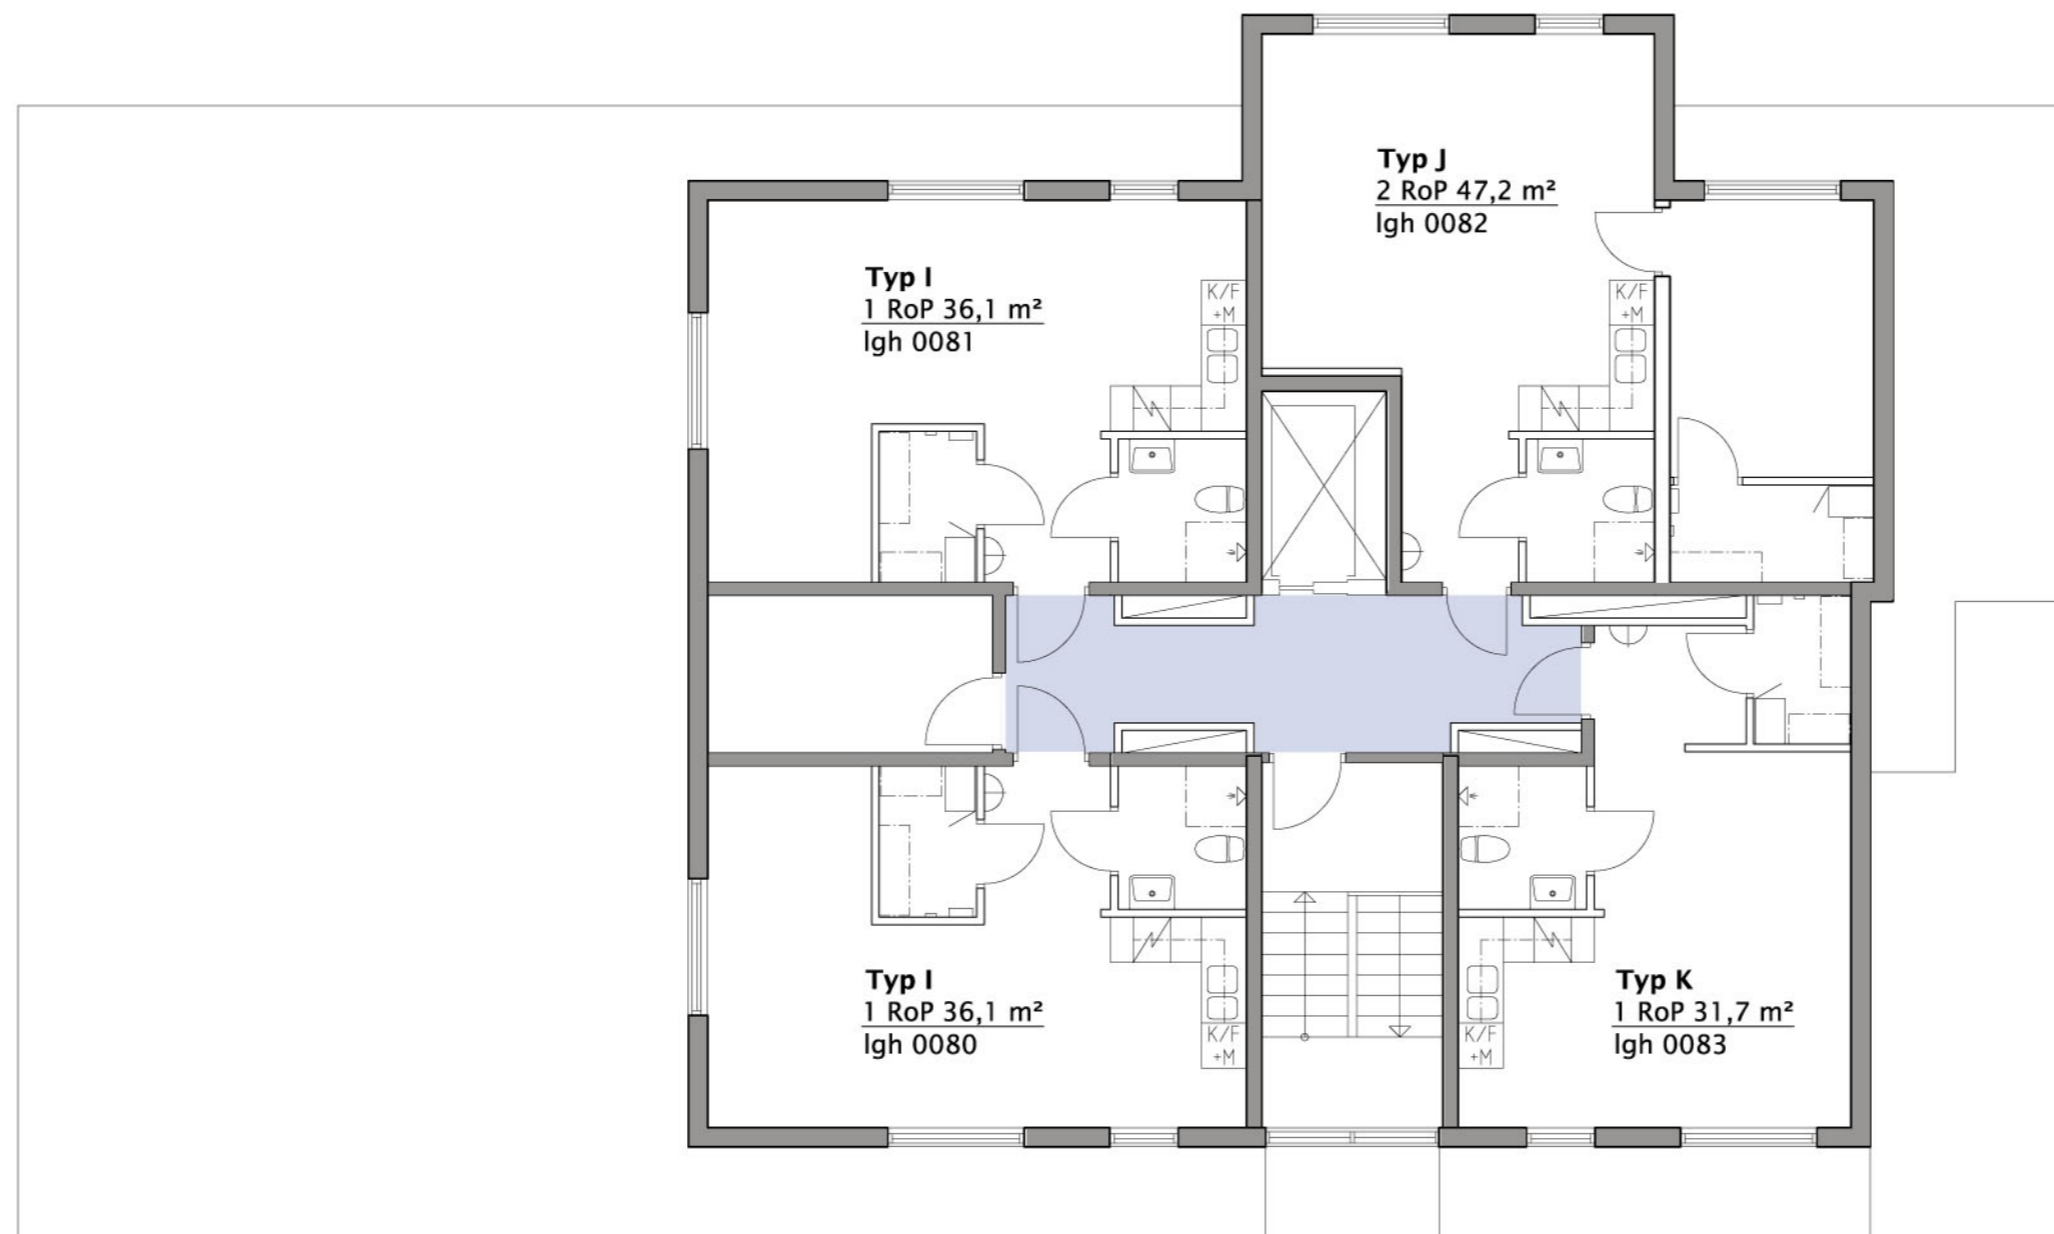 Typ J
2 RoP 47,2 m²
lgh 0082
Typ I
1 RoP 36,1 m²
lgh 0081
K/F
+M
K/F
+M
Typ I
1 RoP 36,1 m²
lgh 0080
K/F
+M
K/F
+M
Typ K
1 RoP 31,7 m²
lgh 0083